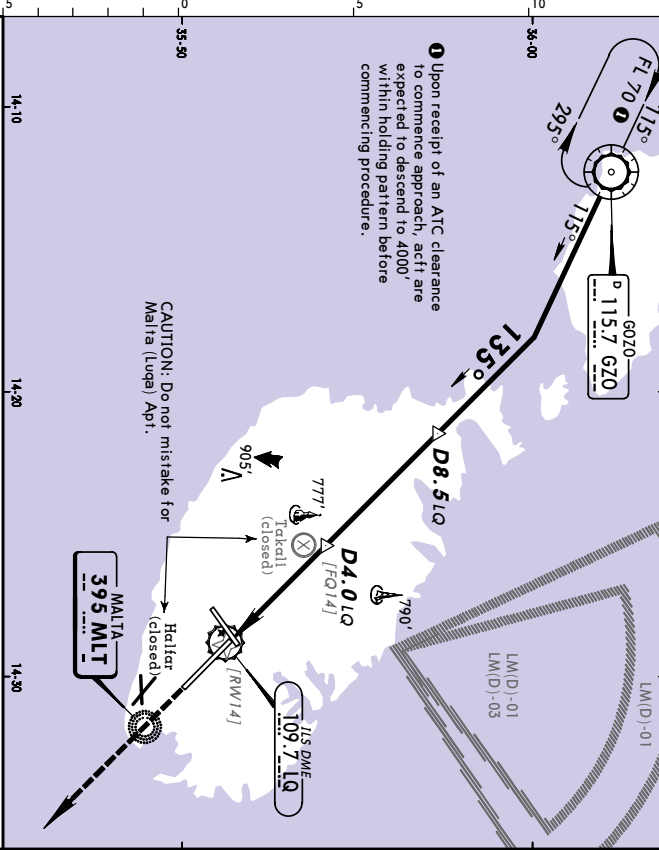 5
0
5
10
35-50
36-00
14-10
14-20
14-30
FL 70 ❶
115°
295°
115°
GOZO
D 115.7 GZO
❶ Upon receipt of an ATC clearance
to commence approach, acft are
expected to descend to 4000'
within holding pattern before
commencing procedure.
135°
D8.5 LQ
CAUTION: Do not mistake for
Malta (Luqa) Apt.
905'
777'
Takali
(closed)
D4.0 LQ
[FQ14]
790'
Halfar
(closed)
[RW14]
MALTA
395 MLT
ILS DME
109.7 LQ
LM(D)-01
LM(D)-03
LM(D)-01